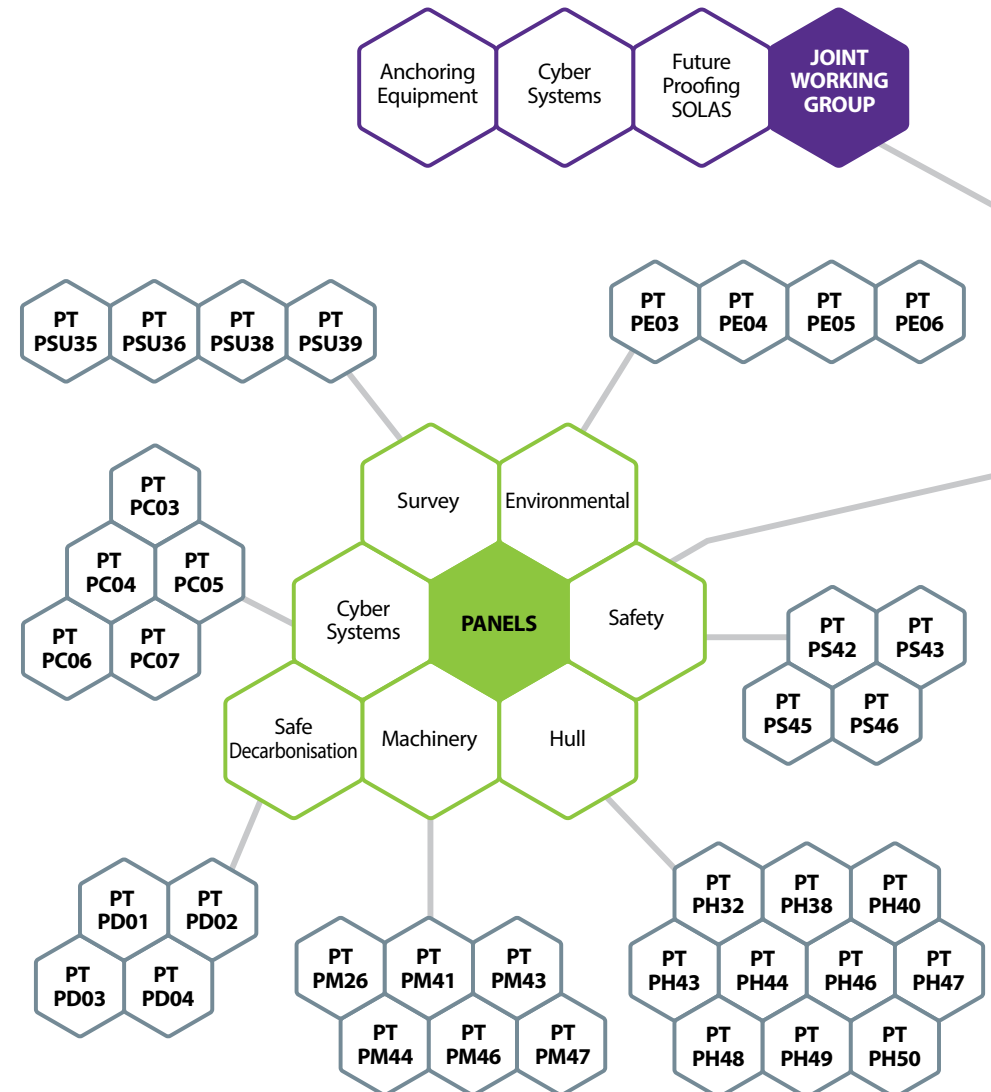 Anchoring
Equipment
Cyber
Systems
Future
Proofing
SOLAS
JOINT
WORKING
GROUP
PT
PSU35
PT
PSU36
PT
PSU38
PT
PSU39
PT
PE03
PT
PE04
PT
PE05
PT
PE06
Survey
Environmental
PT
PC03
PT
PC04
PT
PC05
PT
PC06
PT
PC07
Cyber
Systems
PANELS
Safety
PT
PS42
PT
PS43
PT
PS45
PT
PS46
Safe
Decarbonisation
Machinery
Hull
PT
PD01
PT
PD02
PT
PD03
PT
PD04
PT
PM26
PT
PM41
PT
PM43
PT
PM44
PT
PM46
PT
PM47
PT
PH32
PT
PH38
PT
PH40
PT
PH43
PT
PH44
PT
PH46
PT
PH47
PT
PH48
PT
PH49
PT
PH50